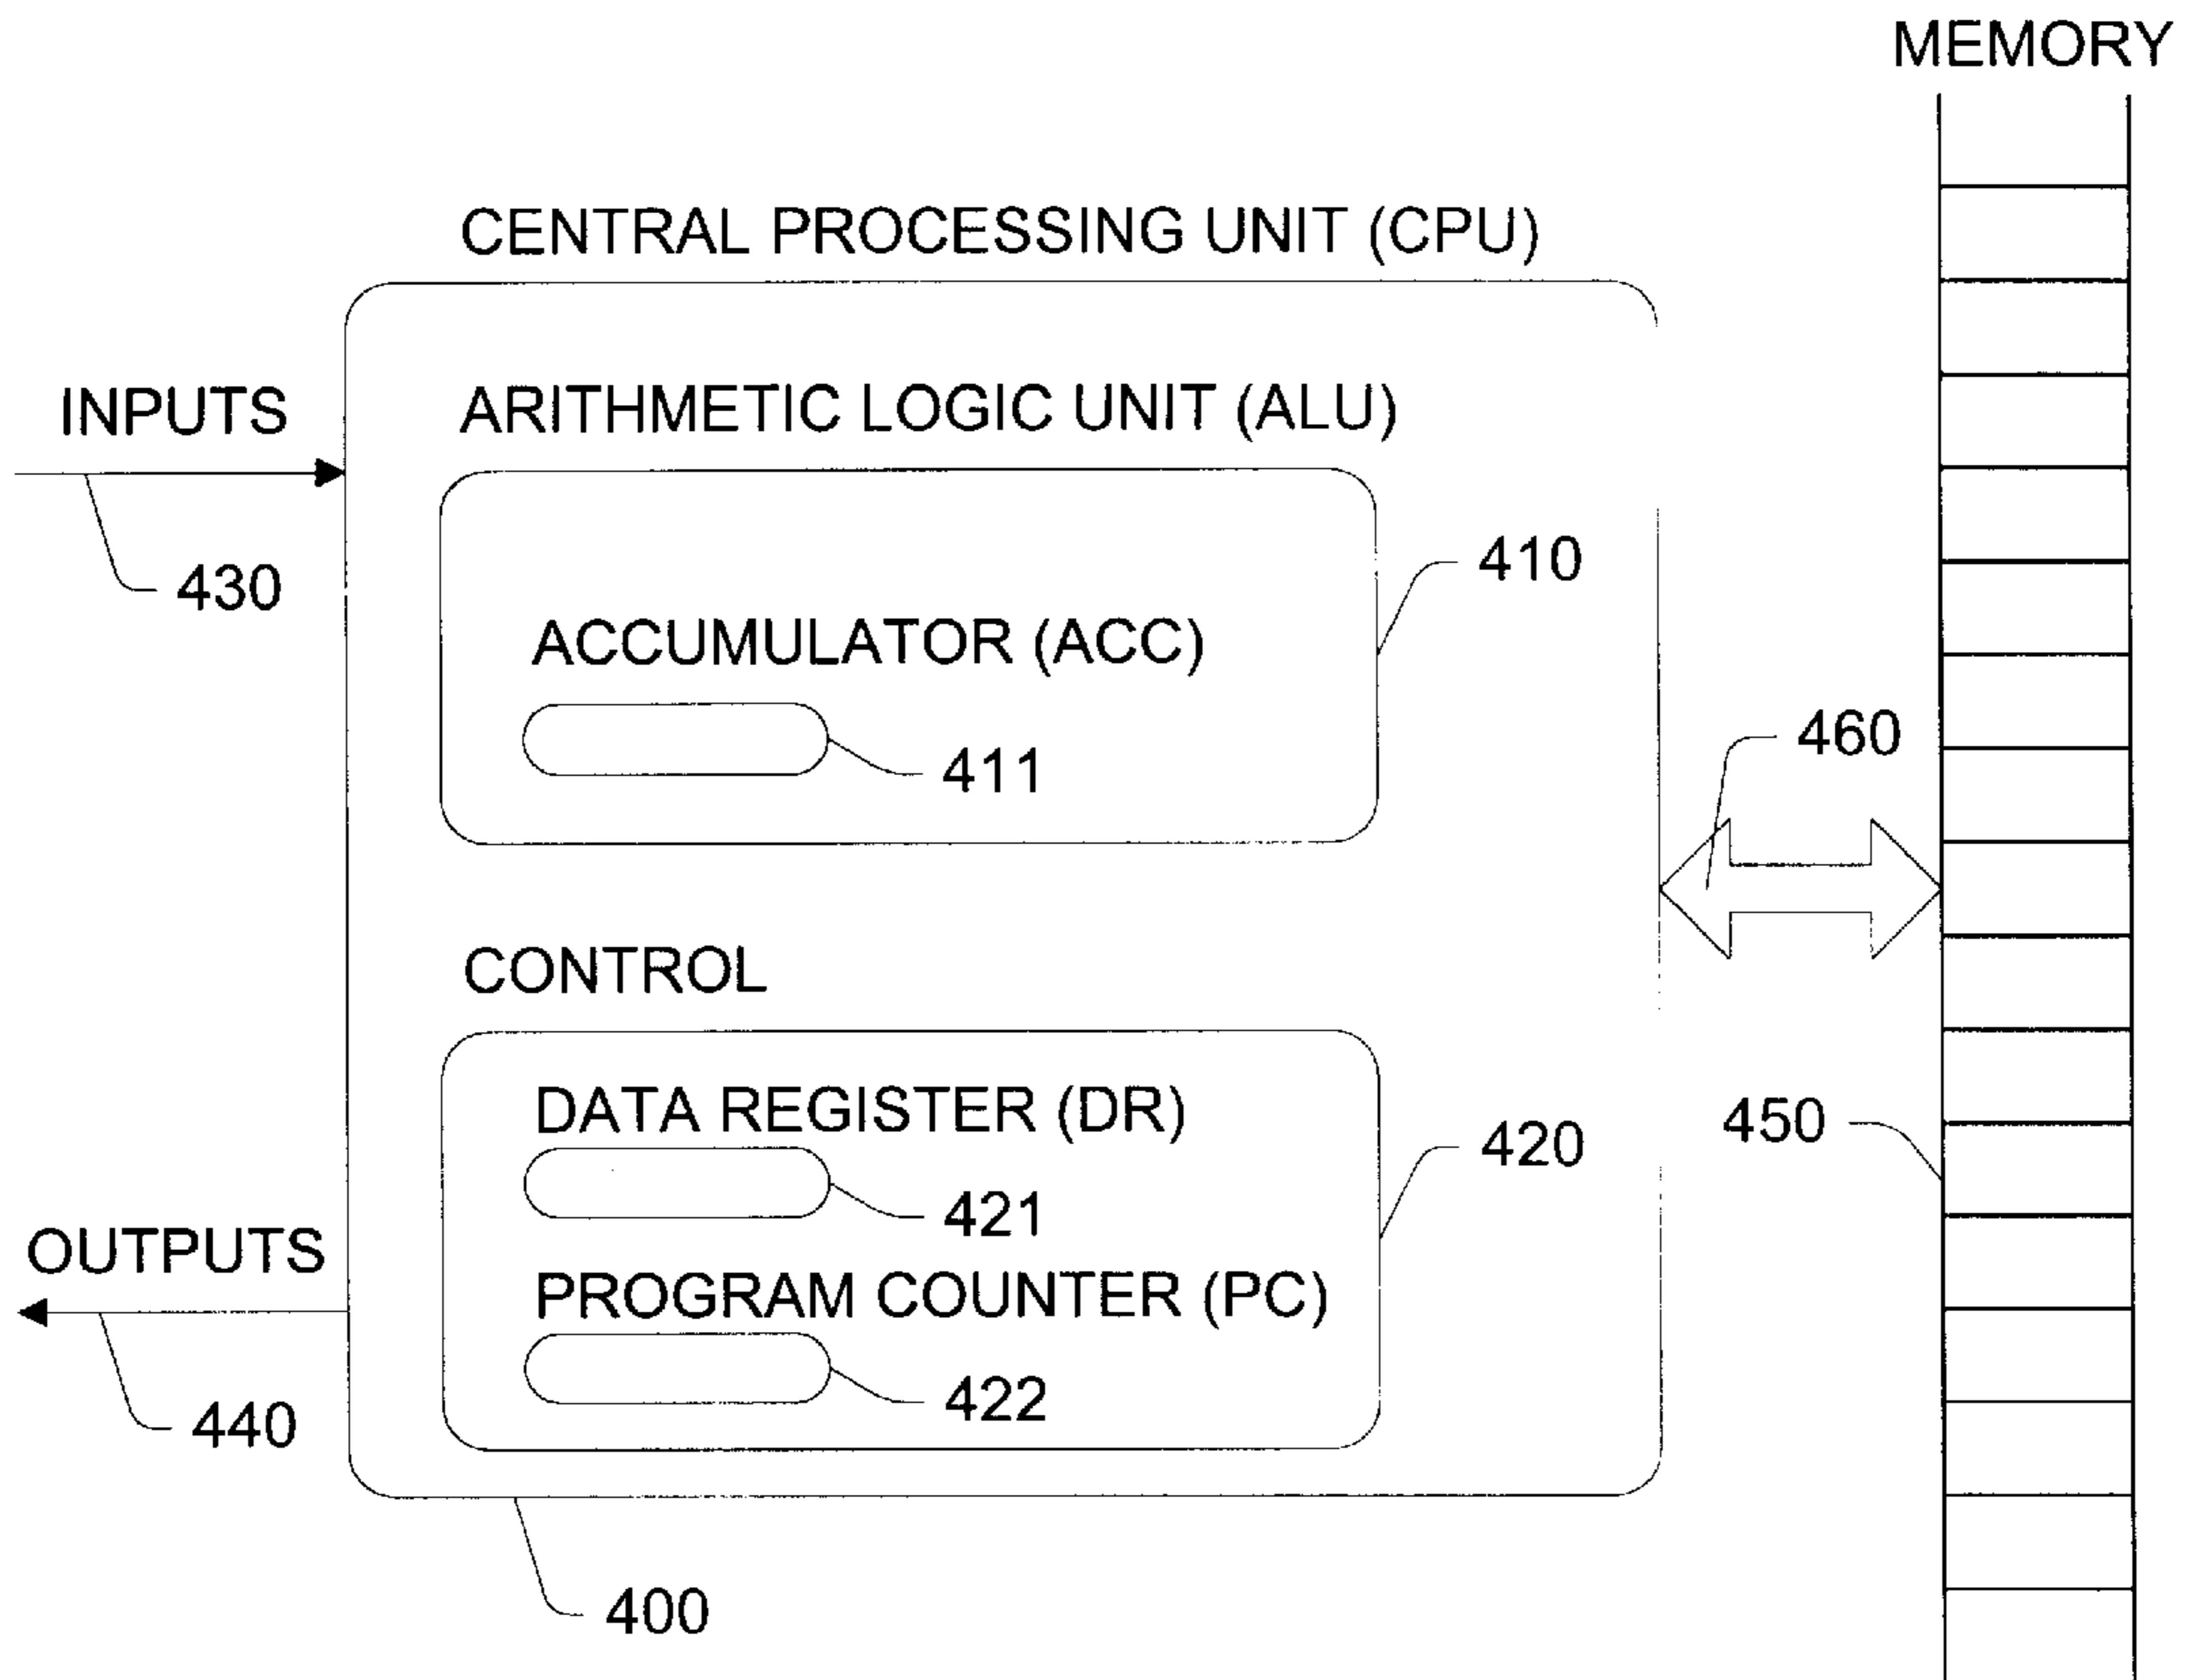 MEMORY
CENTRAL PROCESSING UNIT (CPU)
INPUTS
ARITHMETIC LOGIC UNIT (ALU)
430
410
ACCUMULATOR (ACC)
411
460
CONTROL
DATA REGISTER (DR)
421
420
450
OUTPUTS
PROGRAM COUNTER (PC)
422
440
400